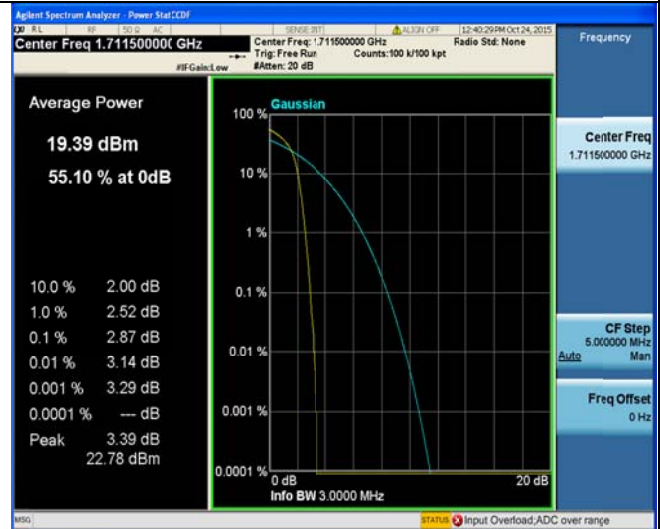 Agilent Spectrum Analyzer - Power Stat CCDF
RL RF 50 Ω AC SENSE:INT ALIGN OFF 12:40:29 PM Oct 24, 2015
Center Freq 1.711500000 GHz
Center Freq: 1.711500000 GHz Radio Std: None
Trig: Free Run Counts:100 k/100 kpt
#IFGain:Low #Atten: 20 dB
Frequency
Average Power
19.39 dBm
55.10 % at 0dB
10.0 % 2.00 dB
1.0 % 2.52 dB
0.1 % 2.87 dB
0.01 % 3.14 dB
0.001 % 3.29 dB
0.0001 % --- dB
Peak 3.39 dB
22.78 dBm
Gaussian
100 %
10 %
1 %
0.1 %
0.01 %
0.001 %
0.0001 %
0 dB 20 dB
Info BW 3.0000 MHz
Center Freq
1.711500000 GHz
CF Step
5.000000 MHz
Auto Man
Freq Offset
0 Hz
MSG STATUS Input Overload;ADC over range